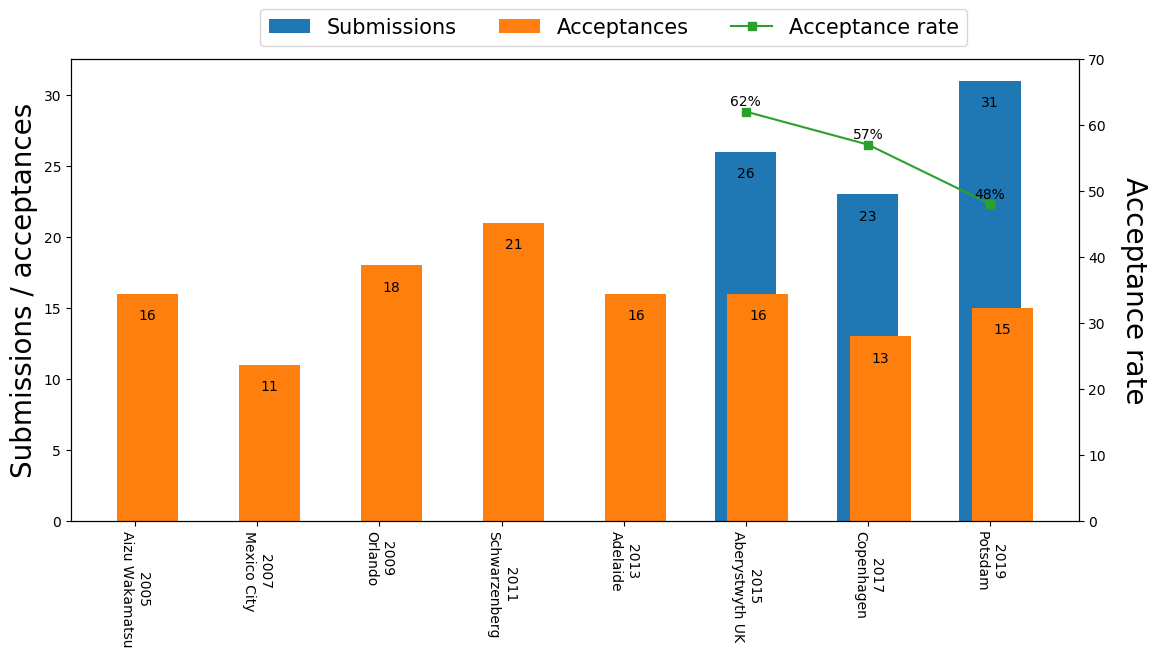 Submissions
Acceptances
Acceptance rate
Submissions / acceptances
30
25
20
15
10
5
0
70
60
50
40
30
20
10
0
Acceptance rate
16
11
18
21
16
26
16
62%
23
13
57%
31
15
48%
2005
Aizu Wakamatsu
2007
Mexico City
2009
Orlando
2011
Schwarzenberg
2013
Adelaide
2015
Aberystwyth UK
2017
Copenhagen
2019
Potsdam